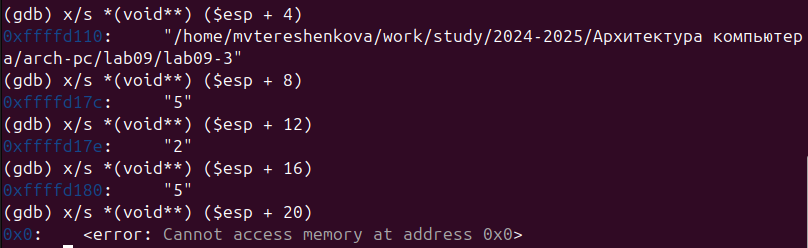 (gdb) x/s *(void**) ($esp + 4)
0xffffd110:     "/home/mvtereshenkova/work/study/2024-2025/Архитектура компьютер
а/arch-pc/lab09/lab09-3"
(gdb) x/s *(void**) ($esp + 8)
0xffffd17c:     "5"
(gdb) x/s *(void**) ($esp + 12)
0xffffd17e:     "2"
(gdb) x/s *(void**) ($esp + 16)
0xffffd180:     "5"
(gdb) x/s *(void**) ($esp + 20)
0x0:    <error: Cannot access memory at address 0x0>